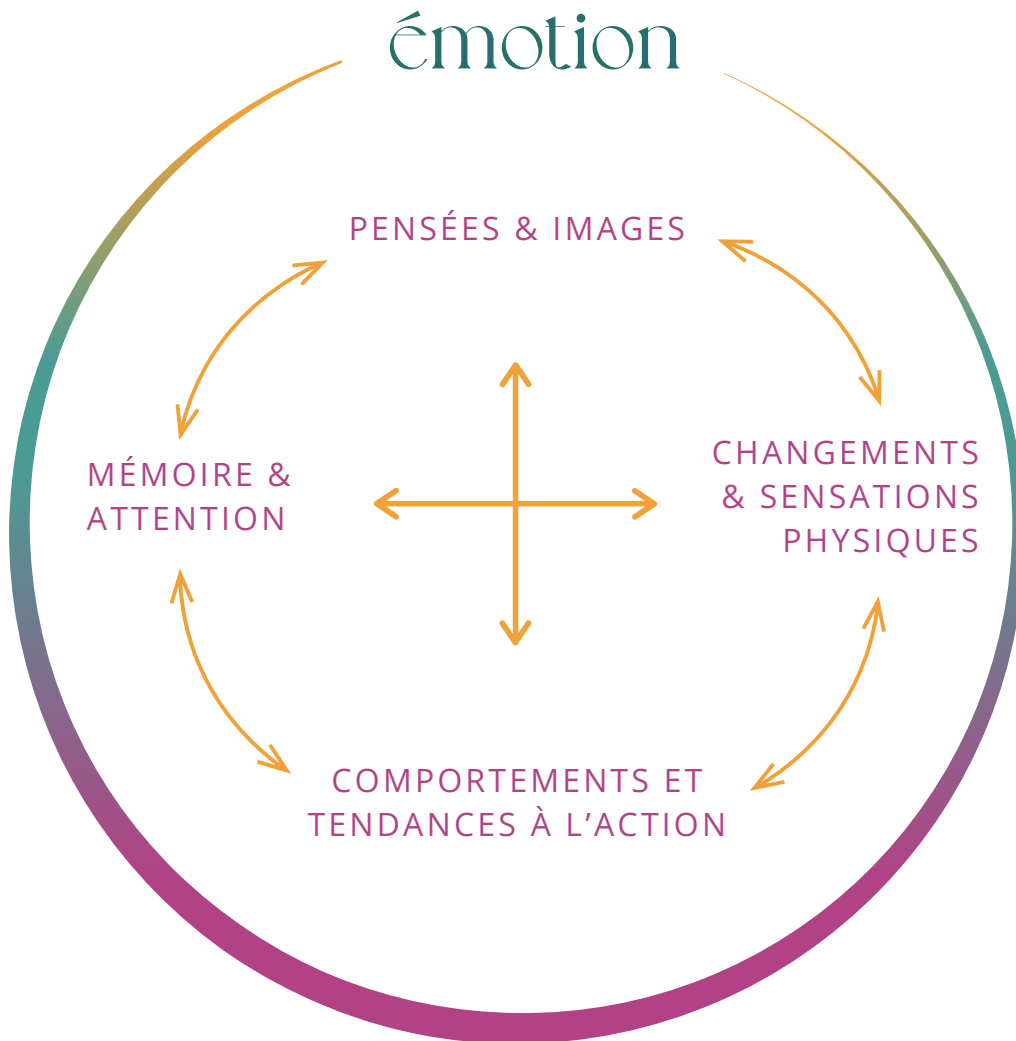 émotion
PENSÉES & IMAGES
MÉMOIRE &
ATTENTION
CHANGEMENTS
& SENSATIONS
PHYSIQUES
COMPORTEMENTS ET
TENDANCES À L’ACTION